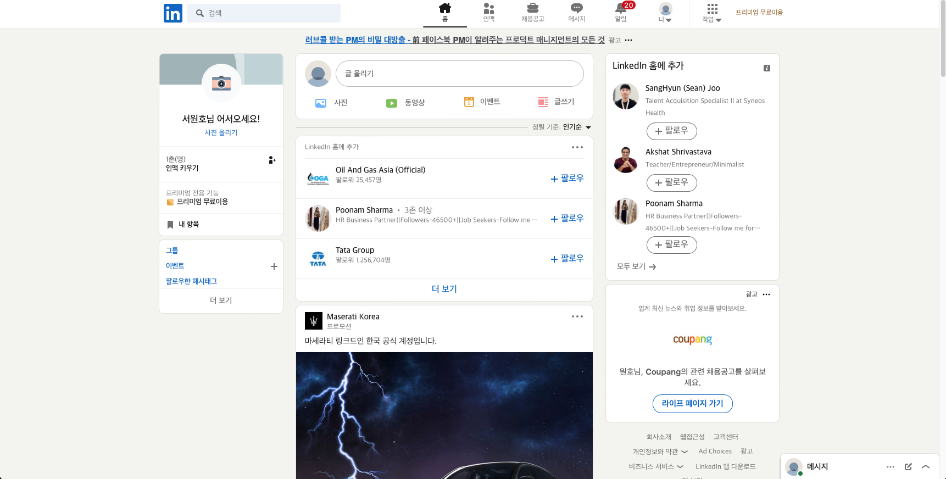 in
검색
홈
인맥
채용공고
메시지
20
알림
나
작업
프리미엄 무료이용
러브콜 받는 PM의 비밀 대방출 - 前 페이스북 PM이 알려주는 프로덕트 매니지먼트의 모든 것 광고
서원호님 어서오세요!
사진 올리기
1촌(명)
인맥 키우기
프리미엄 전용 기능
프리미엄 무료이용
내 항목
그룹
이벤트
팔로우한 해시태그
더 보기
글 올리기
사진
동영상
이벤트
글쓰기
정렬 기준: 인기순
LinkedIn 홈에 추가
OGA
Oil And Gas Asia (Official)
팔로워 25,457명
+ 팔로우
Poonam Sharma • 3촌 이상
HR Business Partner||Followers-46500+||Job Seekers-Follow me ···
+ 팔로우
TATA
Tata Group
팔로워 1,256,704명
+ 팔로우
더 보기
Maserati Korea
프로모션
마세라티 링크드인 한국 공식 계정입니다.
LinkedIn 홈에 추가
SangHyun (Sean) Joo
Talent Acquisition Specialist II at Syneos
Health
+ 팔로우
Akshat Shrivastava
Teacher/Entrepreneur/Minimalist
+ 팔로우
Poonam Sharma
HR Business Partner||Followers-
46500+||Job Seekers-Follow me for···
+ 팔로우
모두 보기 →
광고
업계 최신 뉴스와 취업 정보를 받아보세요.
coupang
원호님, Coupang의 관련 채용공고를 살펴보
세요.
라이프 페이지 가기
회사소개
웹접근성
고객센터
개인정보와 약관
Ad Choices
광고
비즈니스 서비스
LinkedIn 앱 다운로드
메시지